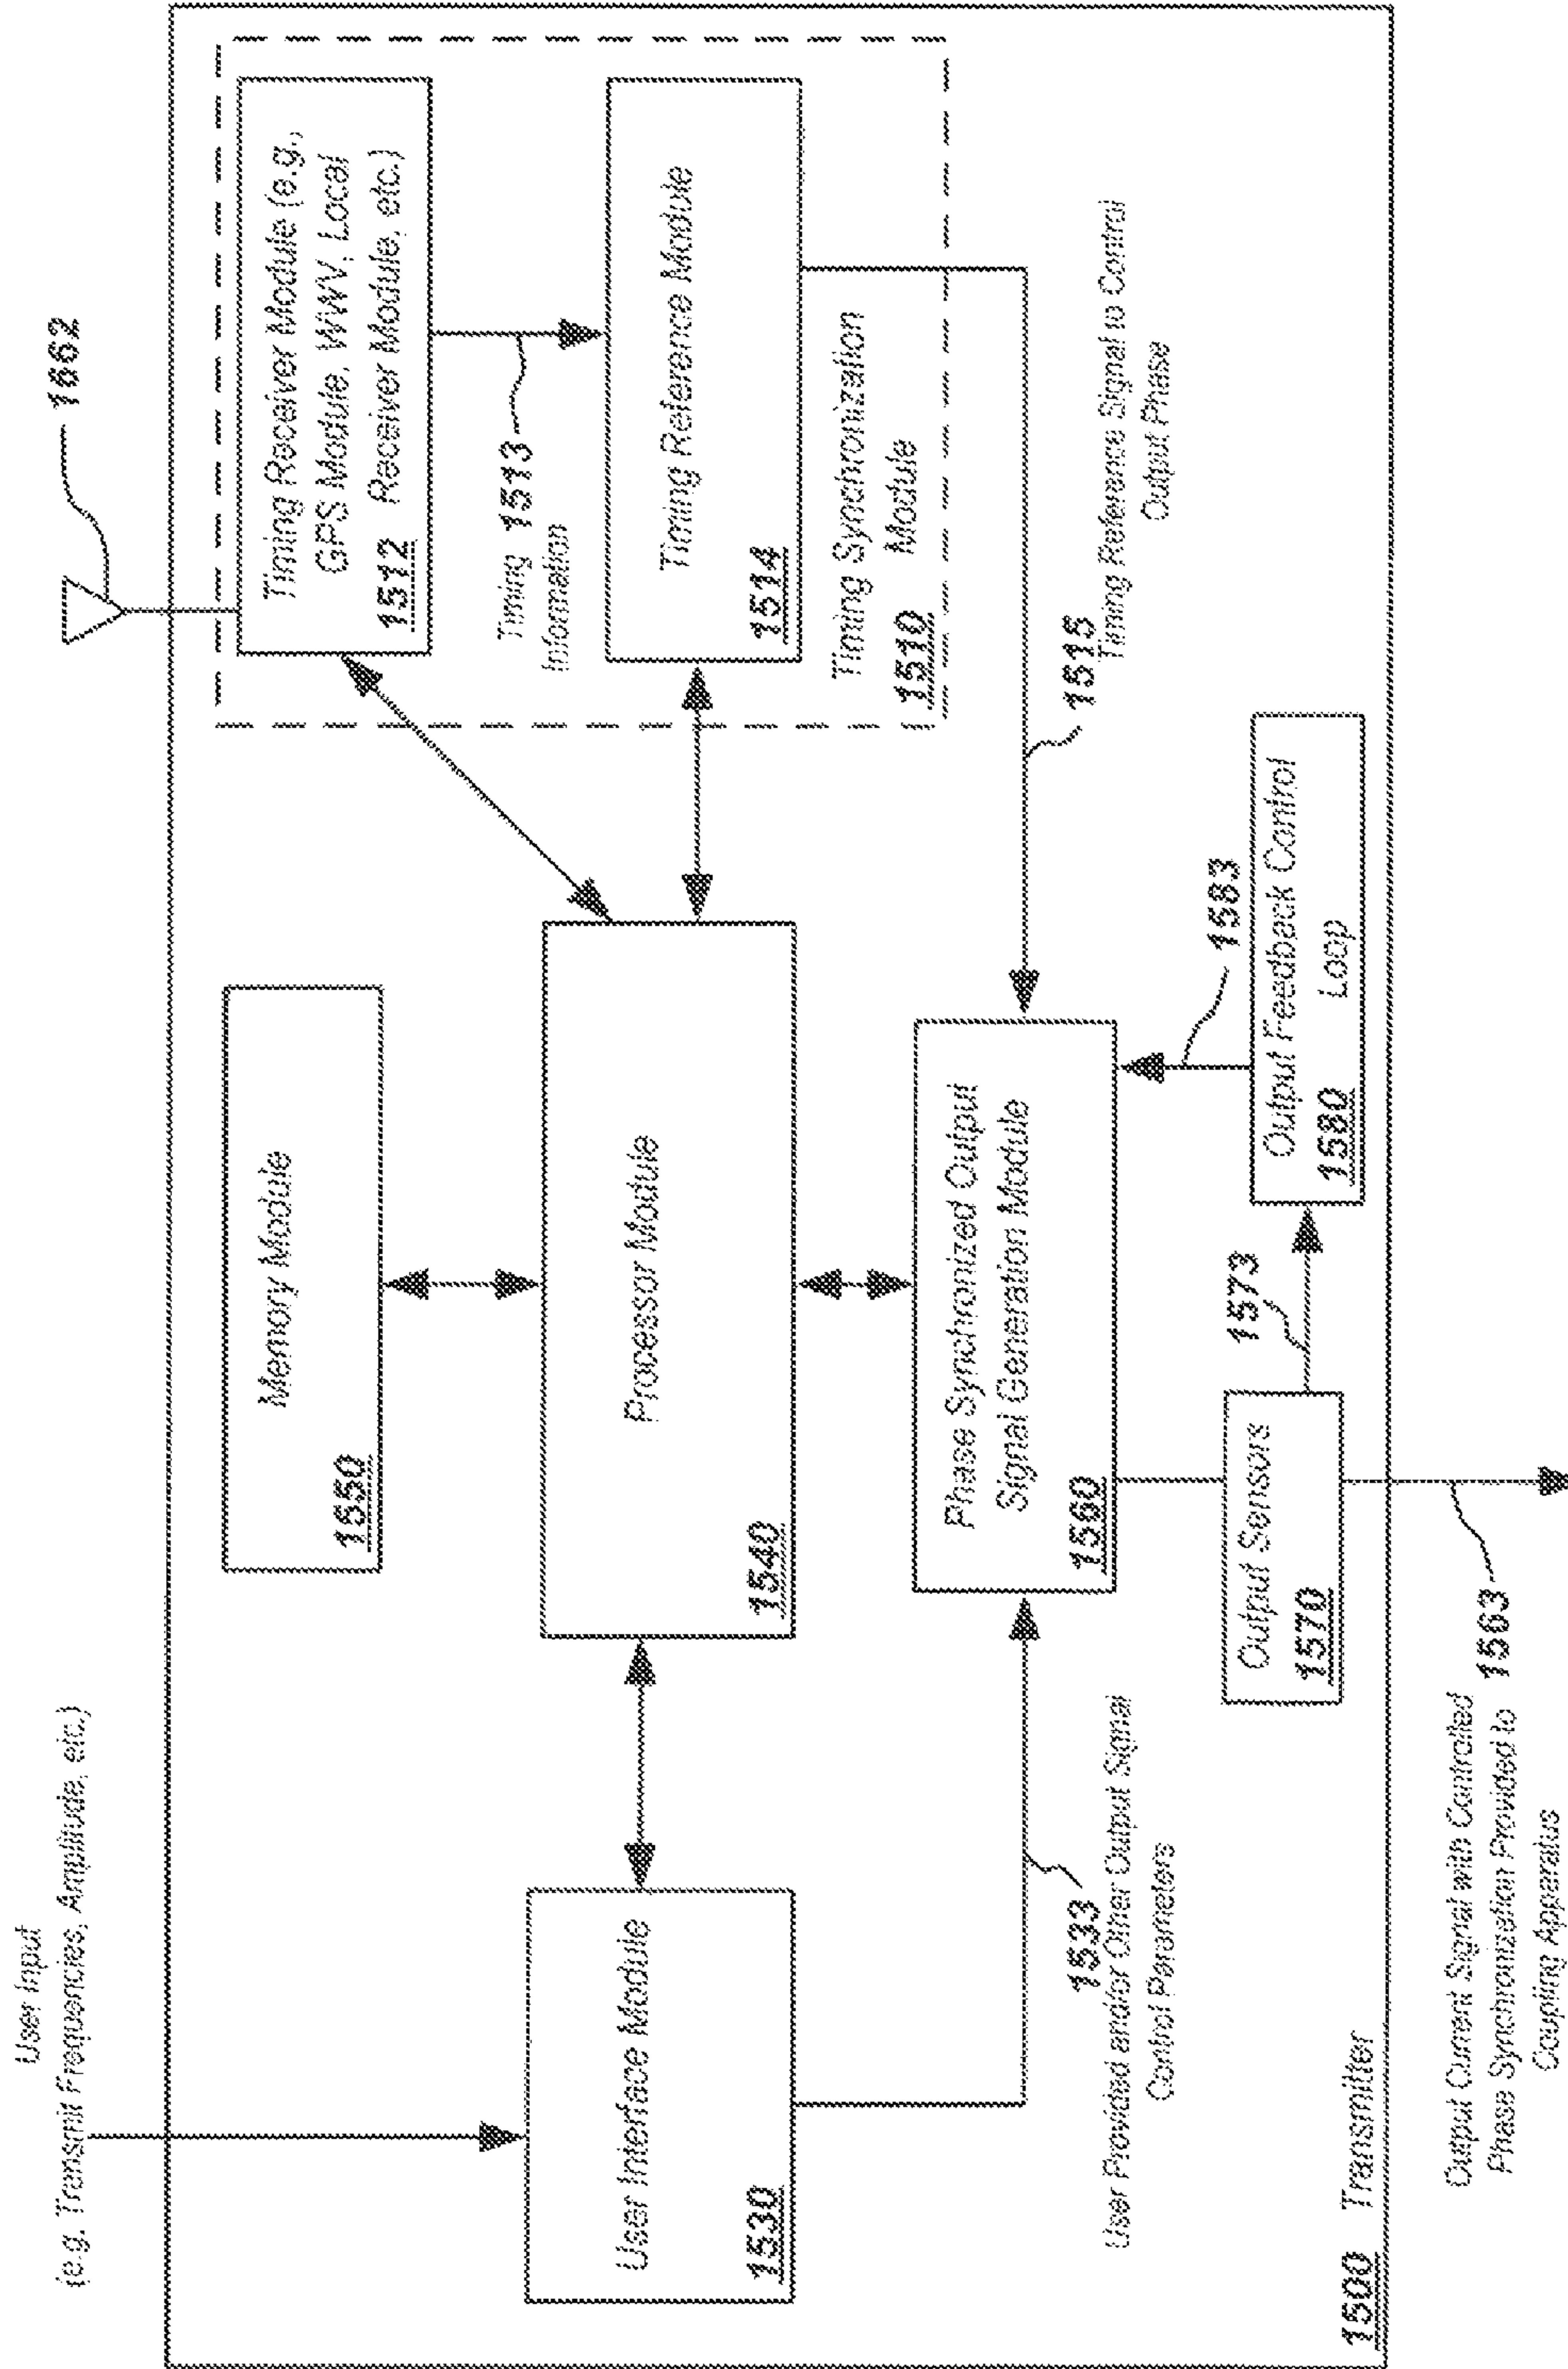 User Input
(e.g. Transmit Frequencies, Amplitude, etc.)
1662
Memory Module
1550
Timing Receiver Module (e.g.,
GPS Module, WWV, Local
1512 Receiver Module, etc.)
Timing 1513
Information
User Interface Module
1530
Processor Module
1540
Timing Reference Module
1514
Timing Synchronization
Module
1510
1533
User Provided and/or Other Output Signal
Control Parameters
Phase Synchronized Output
Signal Generation Module
1560
1515
Timing Reference Signal to Control
Output Phase
Output Sensors
1570
1573
1583
Output Feedback Control
1580 Loop
1500 Transmitter
Output Current Signal with Controlled
Phase Synchronization Provided to 1563
Coupling Apparatus